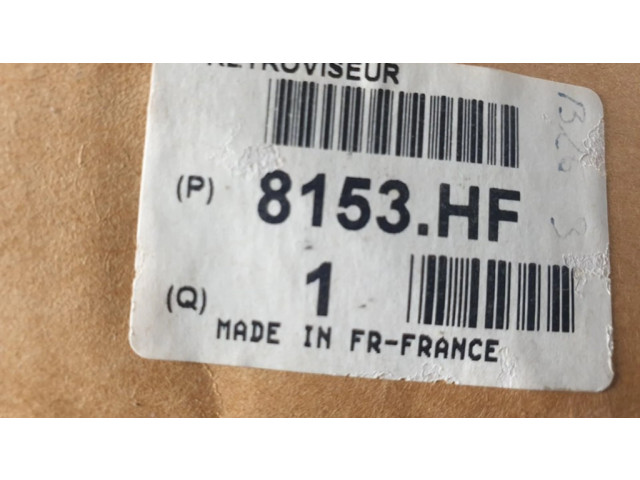 RETROVISEUR
(P) 8153.HF
(Q) 1
MADE IN FR-FRANCE